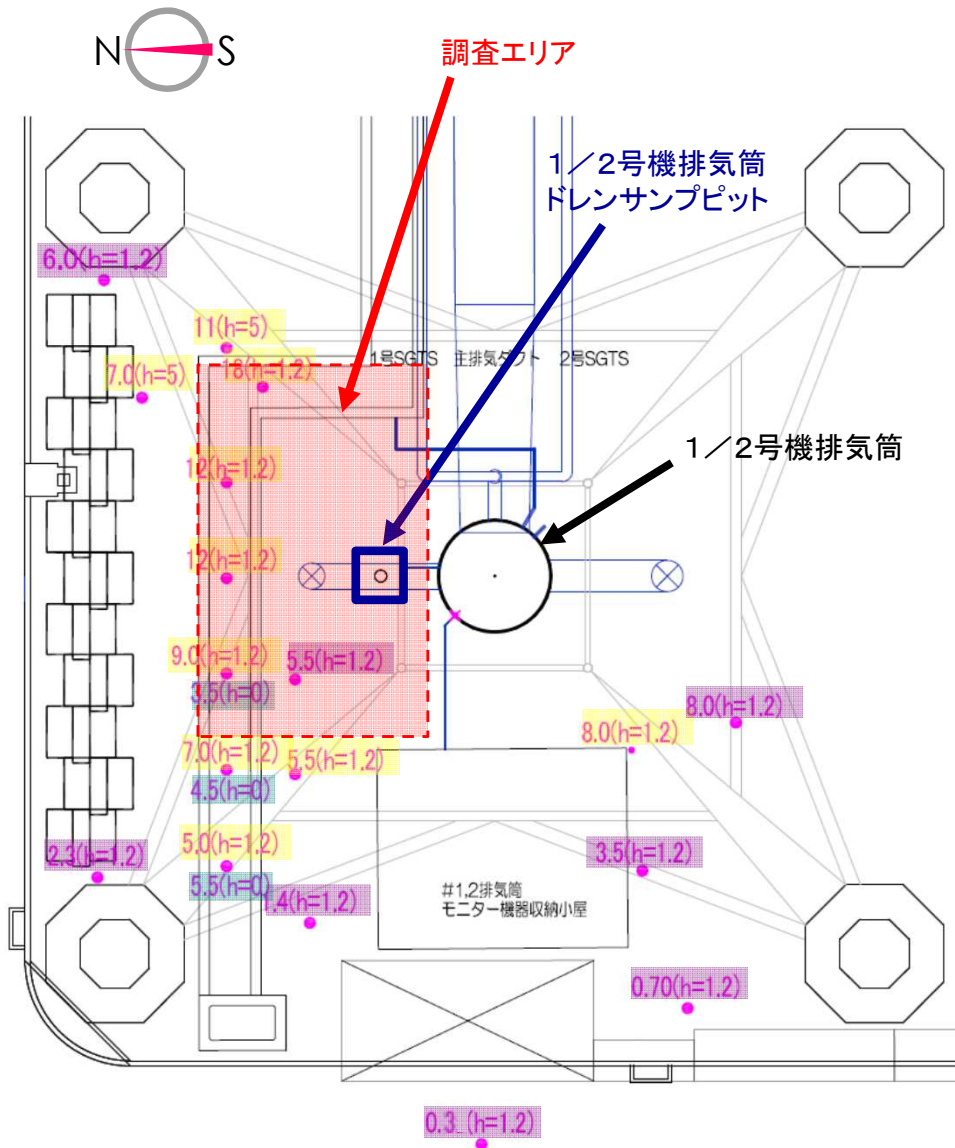 N S
調査エリア
1/2号機排気筒
ドレンサンプピット
6.0(h=1.2)
11(h=5)
1号SGTS 主排気ダクト 2号SGTS
7.0(h=5)
18(h=1.2)
1/2号機排気筒
12(h=1.2)
12(h=1.2)
9.0(h=1.2)
5.5(h=1.2)
3.5(h=0)
8.0(h=1.2)
8.0(h=1.2)
7.0(h=1.2)
5.5(h=1.2)
4.5(h=0)
2.3(h=1.2)
5.0(h=1.2)
3.5(h=1.2)
5.5(h=0)
1.4(h=1.2)
#1,2排気筒
モニター機器収納小屋
0.70(h=1.2)
0.3 (h=1.2)